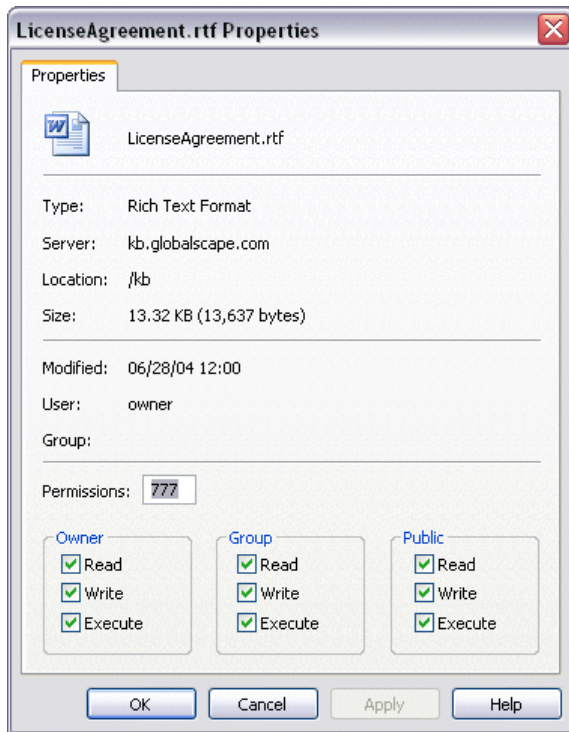 LicenseAgreement.rtf Properties
Properties
W
LicenseAgreement.rtf
Type: Rich Text Format
Server: kb.globalscape.com
Location: /kb
Size: 13.32 KB (13,637 bytes)
Modified: 06/28/04 12:00
User: owner
Group:
Permissions: 777
Owner Group Public
Read Read Read
Write Write Write
Execute Execute Execute
OK Cancel Apply Help